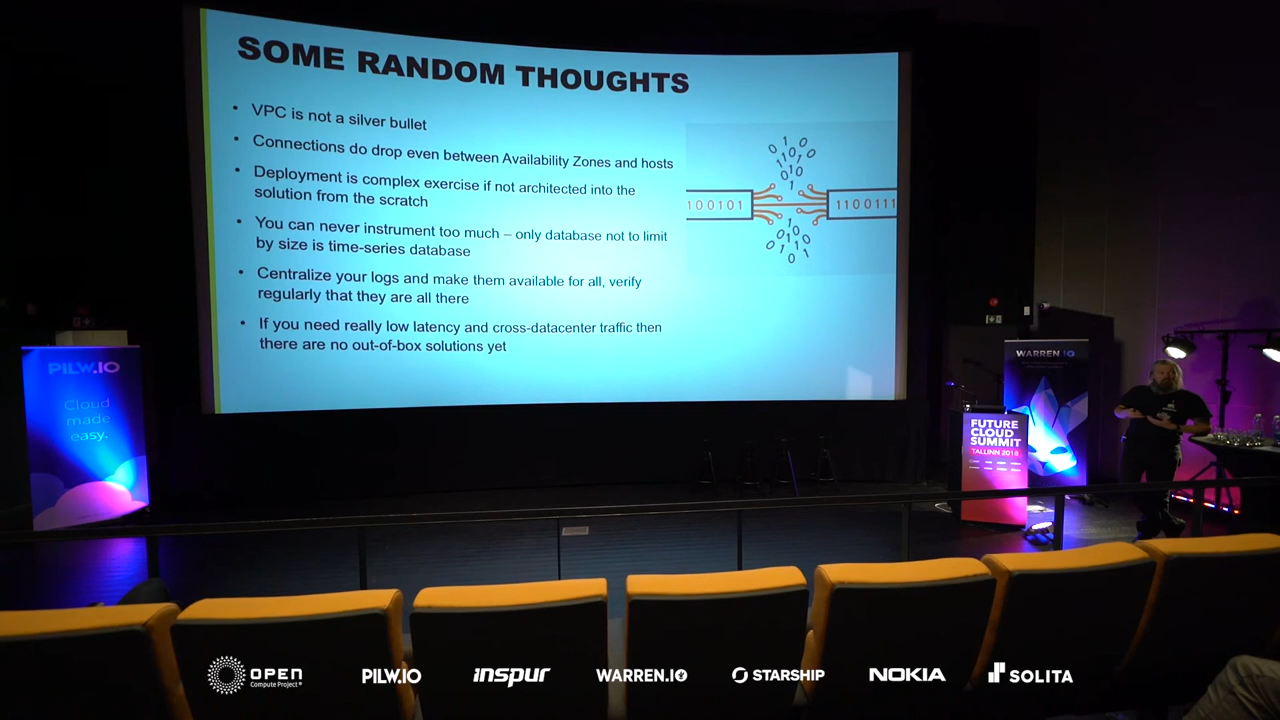 SOME RANDOM THOUGHTS
• VPC is not a silver bullet
• Connections do drop even between Availability Zones and hosts
• Deployment is complex exercise if not architected into the
solution from the scratch
• You can never instrument too much – only database not to limit
by size is time-series database
• Centralize your logs and make them available for all, verify
regularly that they are all there
• If you need really low latency and cross-datacenter traffic then
there are no out-of-box solutions yet
100101
1100111
PILW.IO
Cloud
made
easy.
WARREN IO
FUTURE
CLOUD
SUMMIT
TALLINN 2018
OPEN
Compute Project®
PILW.IO
inspur
WARREN.IO
STARSHIP
NOKIA
SOLITA